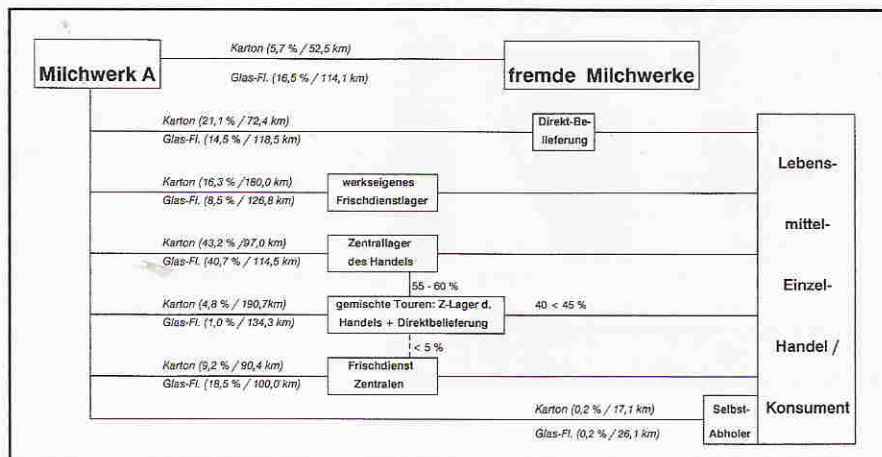 Karton (5,7 % / 52,5 km)
Milchwerk A
fremde Milchwerke
Glas-Fl. (16,5 % / 114,1 km)
Karton (21,1 % / 72,4 km)
Glas-Fl. (14,5 % / 118,5 km)
Direkt-Be-
lieferung
Karton (16,3 % /180,0 km)
Glas-Fl. (8,5 % / 126,8 km)
werkseigenes
Frischdienstlager
Karton (43,2 % /97,0 km)
Glas-Fl. (40,7 % / 114,5 km)
Zentrallager
des Handels
55 - 60 %
Karton (4,8 % / 190,7km)
Glas-Fl. (1,0 % / 134,3 km)
gemischte Touren: Z-Lager d.
Handels + Direktbelieferung
40 < 45 %
< 5 %
Karton (9,2 % / 90,4 km)
Glas-Fl. (18,5 % / 100,0 km)
Frischdienst
Zentralen
Karton (0,2 % / 17,1 km)
Glas-Fl. (0,2 % / 26,1 km)
Selbst-
Abholer
Lebens-
mittel-
Einzel-
Handel /
Konsument